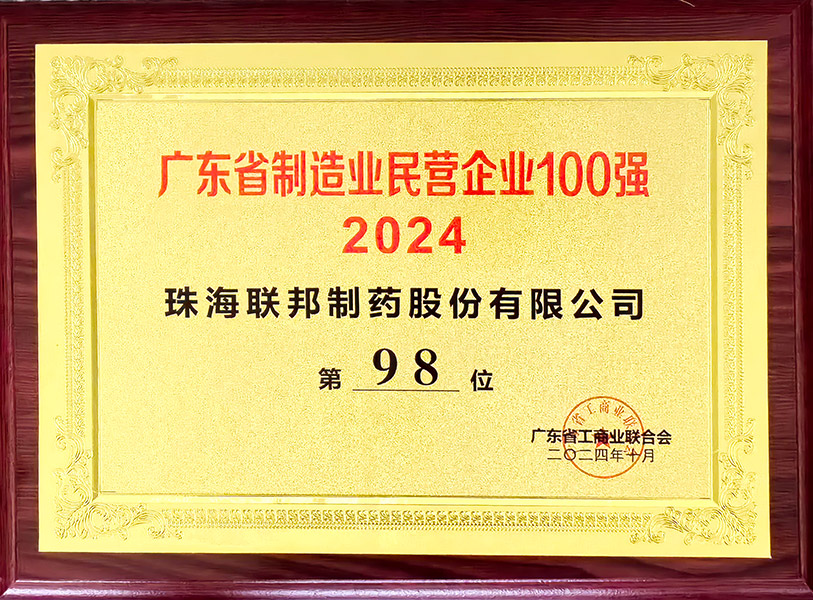 广东省制造业民营企业100强
2024
珠海联邦制药股份有限公司
第 98 位
广东省工商业联合会
二〇二四年十月